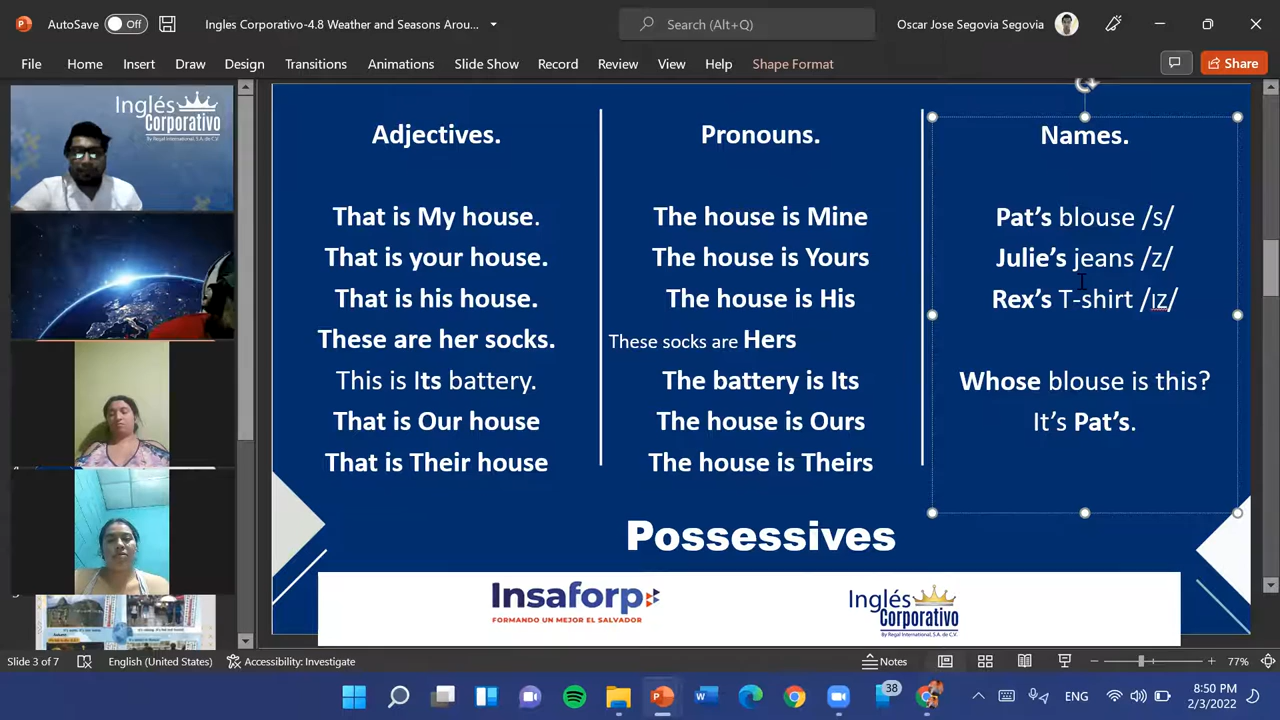 AutoSave Off Ingles Corporativo-4.8 Weather and Seasons Arou... Search (Alt+Q) Oscar Jose Segovia Segovia
File Home Insert Draw Design Transitions Animations Slide Show Record Review View Help Shape Format Share
Inglés
Corporativo
By Regal International, S.A. de C.V.
Adjectives.
That is My house.
That is your house.
That is his house.
These are her socks.
This is Its battery.
That is Our house
That is Their house
Pronouns.
The house is Mine
The house is Yours
The house is His
These socks are Hers
The battery is Its
The house is Ours
The house is Theirs
Names.
Pat’s blouse /s/
Julie’s jeans /z/
Rex’s T-shirt /ɪz/
Whose blouse is this?
It’s Pat’s.
Possessives
Insaforp
FORMANDO UN MEJOR EL SALVADOR
Inglés
Corporativo
By Regal International, S.A. de C.V.
Slide 3 of 7 English (United States) Accessibility: Investigate Notes 77%
38 ENG 8:50 PM
2/3/2022